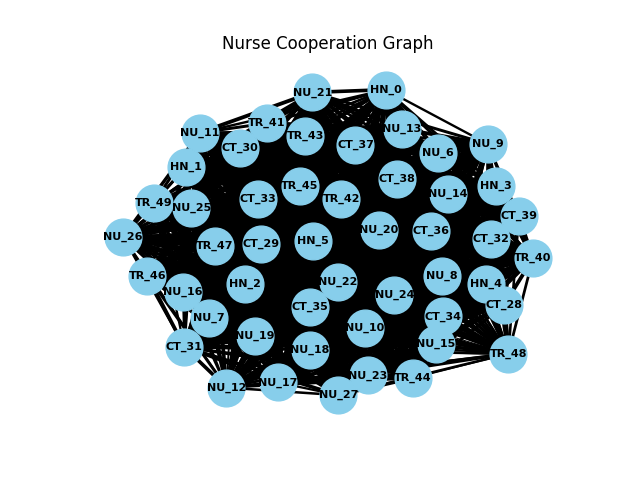 Nurse Cooperation Graph
NU_21
HN_0
TR_41
NU_13
NU_11
TR_43
CT_37
NU_9
CT_30
NU_6
HN_1
CT_38
TR_45
HN_3
NU_14
CT_33
TR_42
TR_49
NU_25
CT_39
NU_20
CT_36
NU_26
CT_32
HN_5
CT_29
TR_47
TR_40
TR_46
NU_8
NU_22
HN_2
HN_4
NU_16
NU_24
CT_28
CT_35
CT_34
NU_7
NU_10
NU_19
NU_15
CT_31
NU_18
TR_48
NU_23
TR_44
NU_17
NU_12
NU_27